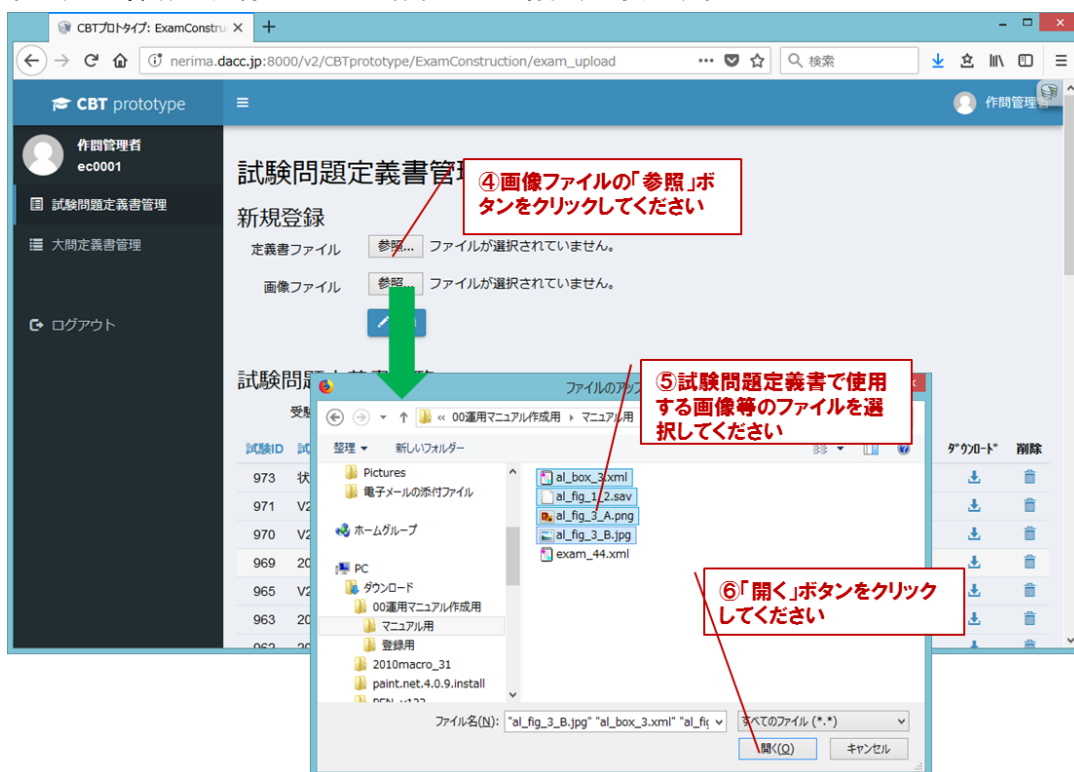 CBTプロトタイプ: ExamConstru
nerima.dacc.jp:8000/v2/CBTprototype/ExamConstruction/exam_upload
検索
CBT prototype
作問管理者
作問管理者
ec0001
試験問題定義書管理
大問定義書管理
ログアウト
試験問題定義書管
④画像ファイルの「参照」ボ
タンをクリックしてください
新規登録
定義書ファイル 参照... ファイルが選択されていません。
画像ファイル 参照... ファイルが選択されていません。
試験問
受験
試験ID
ダウンロード 削除
973 状
971 V2
970 V2
969 20
965 V2
963 20
962 20
ファイルのアップ
⑤試験問題定義書で使用
する画像等のファイルを選
択してください
« 00運用マニュアル作成用 › マニュアル用
整理 新しいフォルダー
Pictures
電子メールの添付ファイル
ホームグループ
PC
ダウンロード
00運用マニュアル作成用
マニュアル用
登録用
2010macro_31
paint.net.4.0.9.install
al_box_3.xml
al_fig_1_2.sav
al_fig_3_A.png
al_fig_3_B.jpg
exam_44.xml
⑥「開く」ボタンをクリック
してください
ファイル名(N): "al_fig_3_B.jpg" "al_box_3.xml" "al_fig
すべてのファイル (*.*)
開く(O) キャンセル